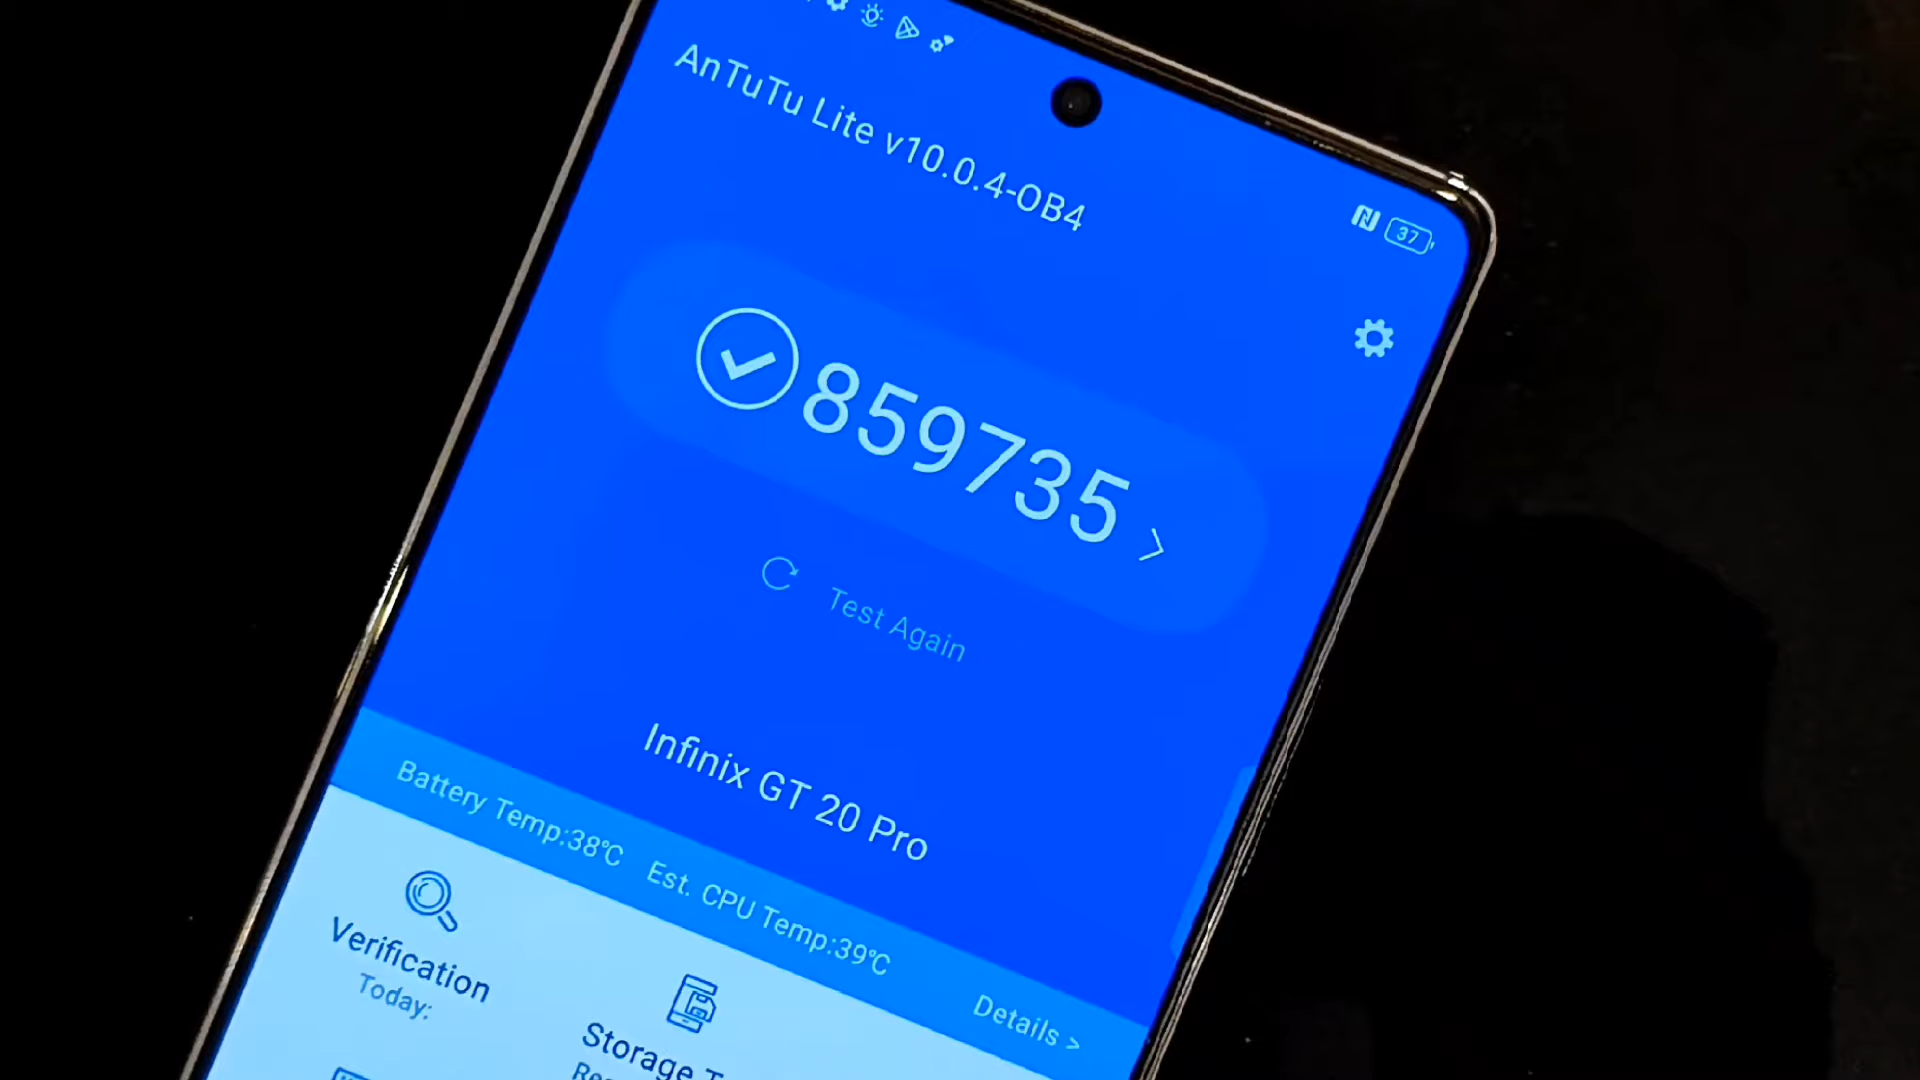 AnTuTu Lite v10.0.4-OB4
37
859735 >
Test Again
Infinix GT 20 Pro
Battery Temp:38℃ Est. CPU Temp:39℃
Details >
Verification
Today:
Storage